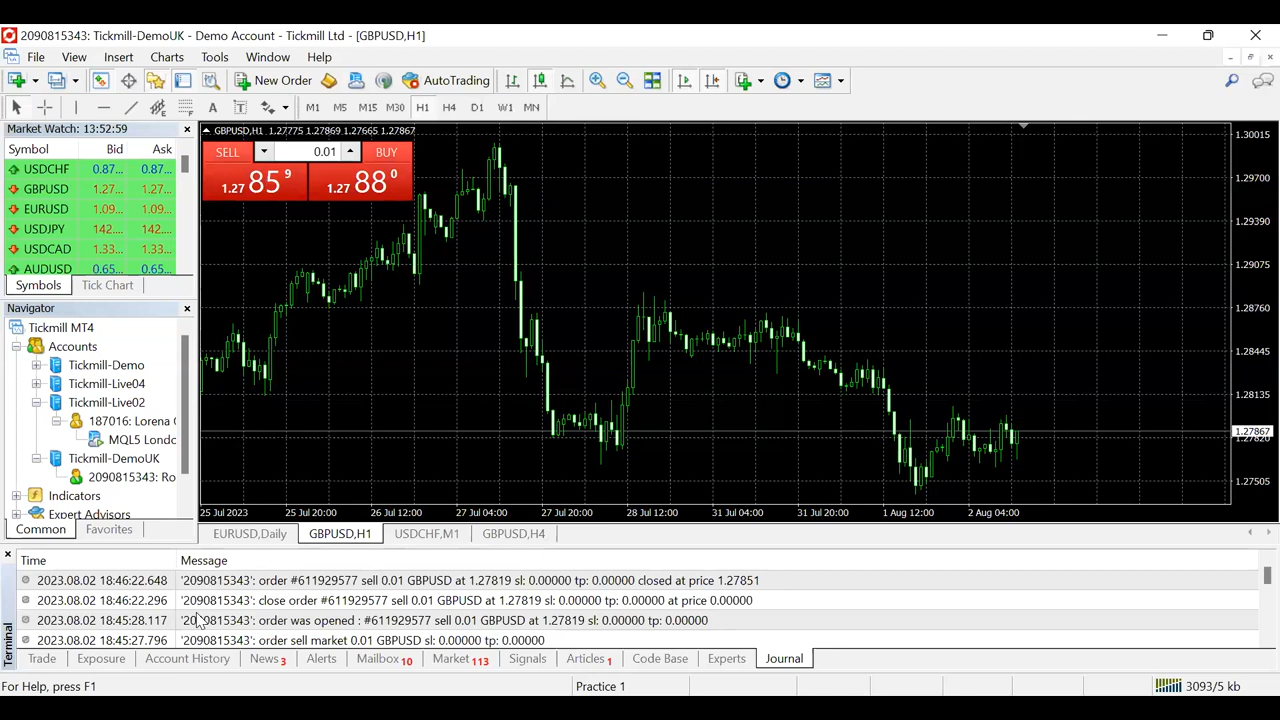 2090815343: Tickmill-DemoUK - Demo Account - Tickmill Ltd - [GBPUSD,H1]
File View Insert Charts Tools Window Help
New Order AutoTrading
A T M1 M5 M15 M30 H1 H4 D1 W1 MN
Market Watch: 13:52:59
Symbol Bid Ask
USDCHF 0.87... 0.87...
GBPUSD 1.27... 1.27...
EURUSD 1.09... 1.09...
USDJPY 142.... 142....
USDCAD 1.33... 1.33...
AUDUSD 0.65... 0.65...
Symbols Tick Chart
Navigator
Tickmill MT4
Accounts
Tickmill-Demo
Tickmill-Live04
Tickmill-Live02
187016: Lorena
MQL5 Londo
Tickmill-DemoUK
2090815343: Ro
Indicators
Expert Advisors
Common Favorites
GBPUSD,H1 1.27775 1.27869 1.27665 1.27867
SELL 0.01 BUY
1.27 85 9 1.27 88 0
1.30015
1.29700
1.29390
1.29075
1.28760
1.28445
1.28135
1.27867
1.27820
1.27505
25 Jul 2023 25 Jul 20:00 26 Jul 12:00 27 Jul 04:00 27 Jul 20:00 28 Jul 12:00 31 Jul 04:00 31 Jul 20:00 1 Aug 12:00 2 Aug 04:00
EURUSD,Daily GBPUSD,H1 USDCHF,M1 GBPUSD,H4
Time Message
2023.08.02 18:46:22.648 '2090815343': order #611929577 sell 0.01 GBPUSD at 1.27819 sl: 0.00000 tp: 0.00000 closed at price 1.27851
2023.08.02 18:46:22.296 '2090815343': close order #611929577 sell 0.01 GBPUSD at 1.27819 sl: 0.00000 tp: 0.00000 at price 0.00000
2023.08.02 18:45:28.117 '2090815343': order was opened : #611929577 sell 0.01 GBPUSD at 1.27819 sl: 0.00000 tp: 0.00000
2023.08.02 18:45:27.796 '2090815343': order sell market 0.01 GBPUSD sl: 0.00000 tp: 0.00000
Terminal
Trade Exposure Account History News 3 Alerts Mailbox 10 Market 113 Signals Articles 1 Code Base Experts Journal
For Help, press F1 Practice 1 3093/5 kb